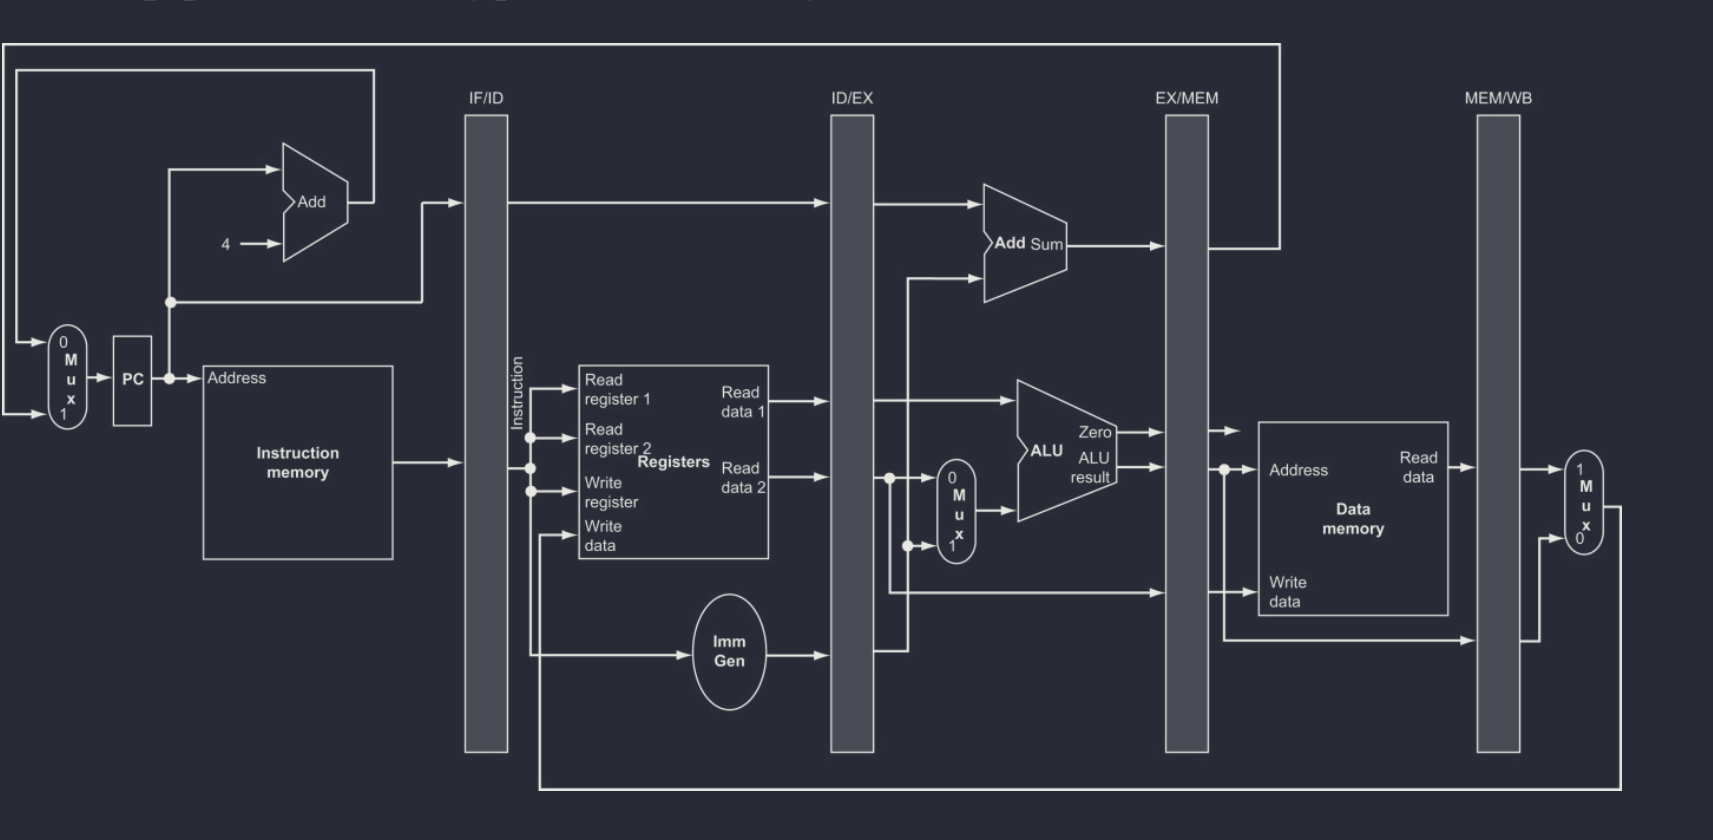 IF/ID
ID/EX
EX/MEM
MEM/WB
Add
4
Add Sum
0
M
u
x
1
PC
Address
Instruction
memory
Instruction
Read
register 1
Read
register 2
Write
register
Write
data
Registers
Read
data 1
Read
data 2
Imm
Gen
0
M
u
x
1
ALU
Zero
ALU
result
Address
Read
data
Data
memory
Write
data
1
M
u
x
0